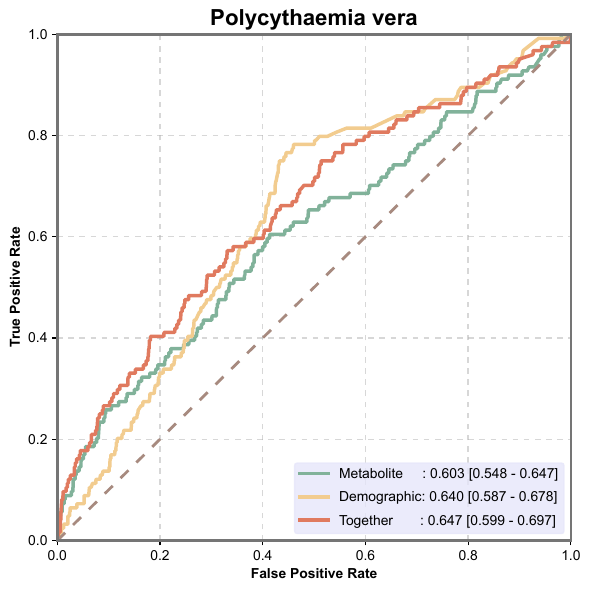 Polycythaemia vera
True Positive Rate
1.0
0.8
0.6
0.4
0.2
0.0
Metabolite : 0.603 [0.548 - 0.647]
Demographic: 0.640 [0.587 - 0.678]
Together : 0.647 [0.599 - 0.697]
0.0 0.2 0.4 0.6 0.8 1.0
False Positive Rate